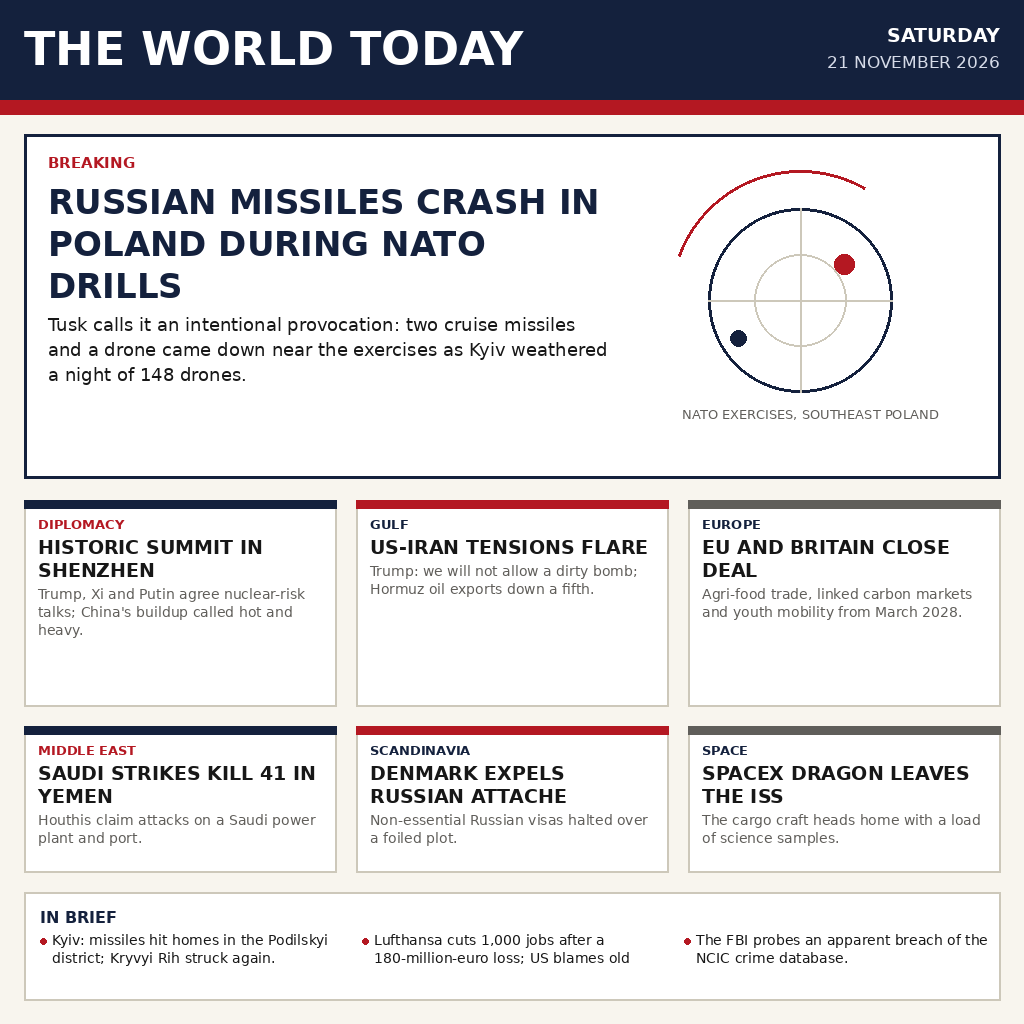 THE WORLD TODAY
SATURDAY
21 NOVEMBER 2026
BREAKING
RUSSIAN MISSILES CRASH IN
POLAND DURING NATO
DRILLS
Tusk calls it an intentional provocation: two cruise missiles
and a drone came down near the exercises as Kyiv weathered
a night of 148 drones.
NATO EXERCISES, SOUTHEAST POLAND
DIPLOMACY
HISTORIC SUMMIT IN
SHENZHEN
Trump, Xi and Putin agree nuclear-risk
talks; China's buildup called hot and
heavy.
GULF
US-IRAN TENSIONS FLARE
Trump: we will not allow a dirty bomb;
Hormuz oil exports down a fifth.
EUROPE
EU AND BRITAIN CLOSE
DEAL
Agri-food trade, linked carbon markets
and youth mobility from March 2028.
MIDDLE EAST
SAUDI STRIKES KILL 41 IN
YEMEN
Houthis claim attacks on a Saudi power
plant and port.
SCANDINAVIA
DENMARK EXPELS
RUSSIAN ATTACHE
Non-essential Russian visas halted over
a foiled plot.
SPACE
SPACEX DRAGON LEAVES
THE ISS
The cargo craft heads home with a load
of science samples.
IN BRIEF
Kyiv: missiles hit homes in the Podilskyi
district; Kryvyi Rih struck again.
Lufthansa cuts 1,000 jobs after a
180-million-euro loss; US blames old
The FBI probes an apparent breach of the
NCIC crime database.